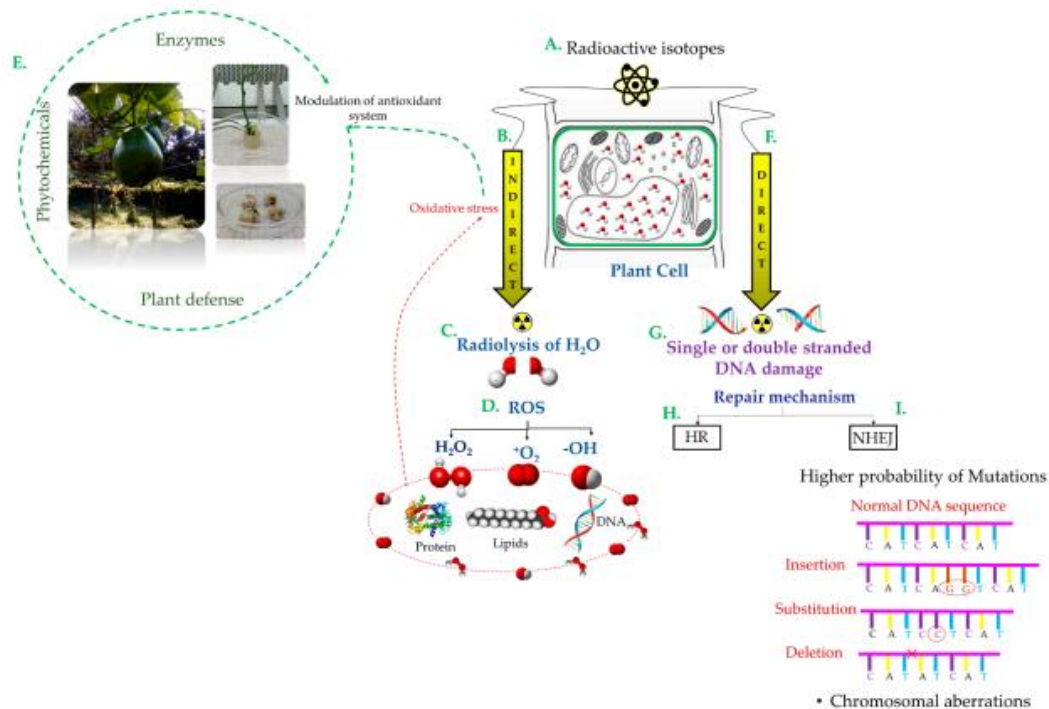 E.
Enzymes
Phytochemicals
Plant defense
Modulation of antioxidant
system
A. Radioactive isotopes
B.
INDIRECT
Oxidative stress
Plant Cell
F.
DIRECT
C.
Radiolysis of H₂O
D.
ROS
H₂O₂
⁺O₂
-OH
Protein
Lipids
DNA
G.
Single or double stranded
DNA damage
Repair mechanism
H.
HR
I.
NHEJ
Higher probability of Mutations
Normal DNA sequence
C A T C A T C A T
Insertion
C A T C A G G T C A T
Substitution
C A T C C T C A T
Deletion
C A T A T C A T
• Chromosomal aberrations